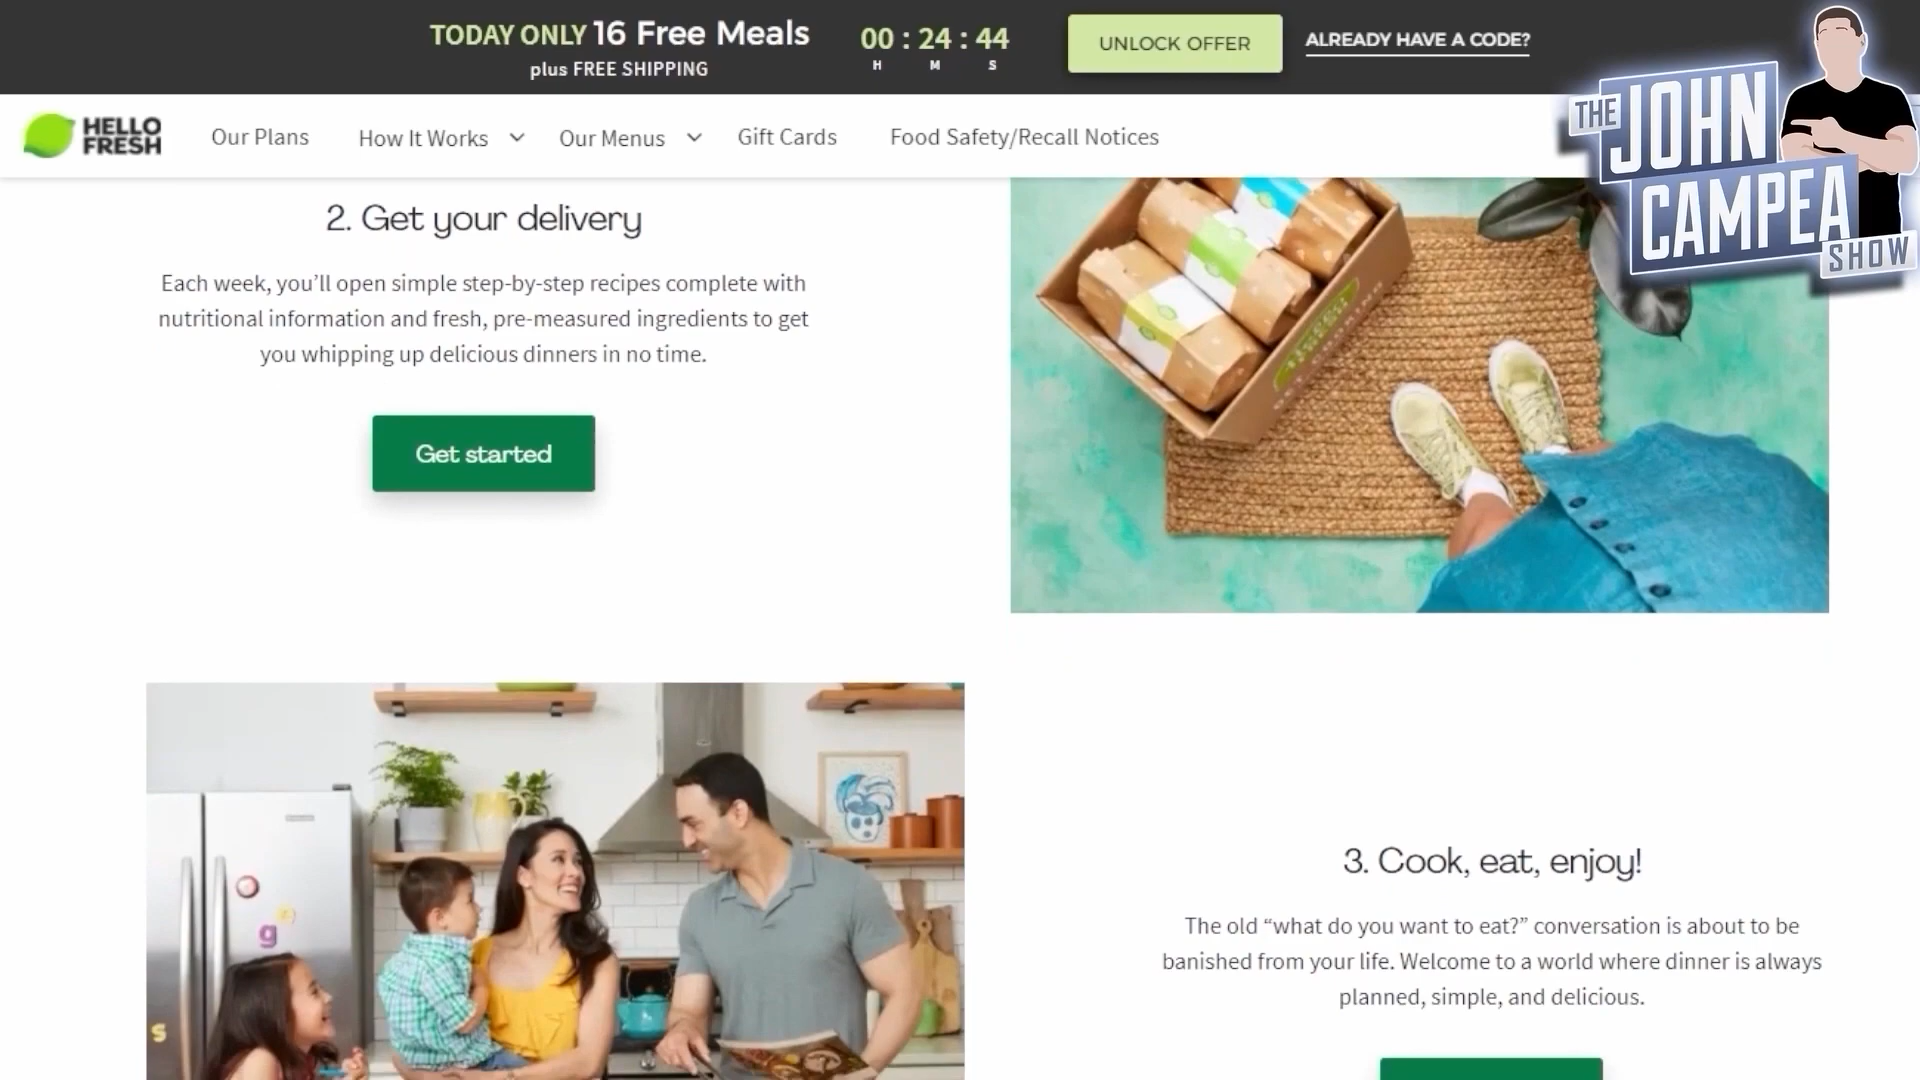 TODAY ONLY 16 Free Meals
plus FREE SHIPPING
00 : 24 : 44
H M S
UNLOCK OFFER
ALREADY HAVE A CODE?
THE
JOHN
CAMPEA
SHOW
HELLO
FRESH
Our Plans
How It Works
Our Menus
Gift Cards
Food Safety/Recall Notices
2. Get your delivery
Each week, you’ll open simple step-by-step recipes complete with
nutritional information and fresh, pre-measured ingredients to get
you whipping up delicious dinners in no time.
Get started
g
s
3. Cook, eat, enjoy!
The old “what do you want to eat?” conversation is about to be
banished from your life. Welcome to a world where dinner is always
planned, simple, and delicious.